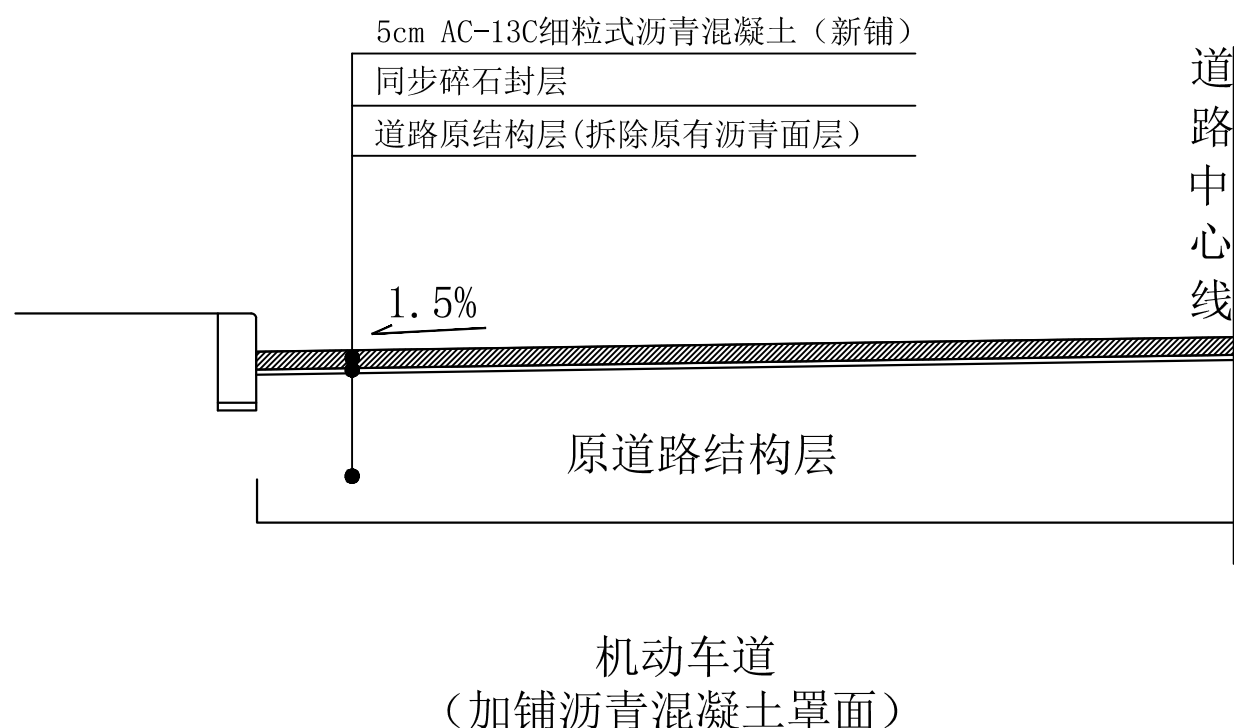 5cm AC-13C细粒式沥青混凝土（新铺）
同步碎石封层
道路原结构层(拆除原有沥青面层）
道路中心线
1.5%
原道路结构层
机动车道
（加铺沥青混凝土罩面）